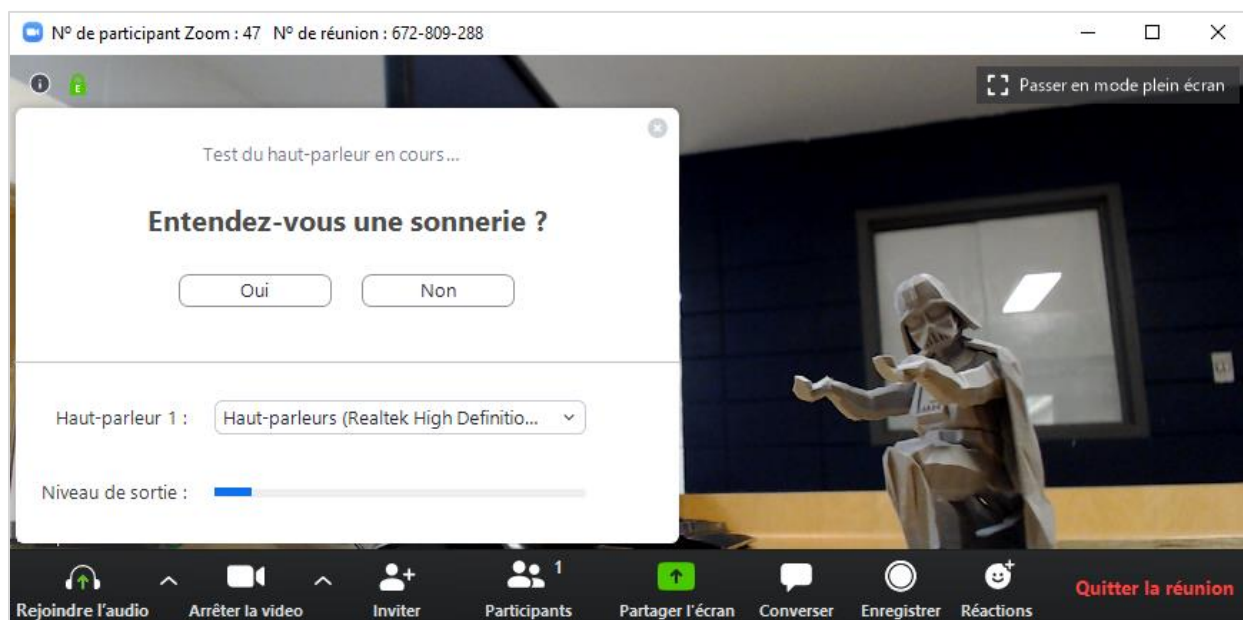 Nº de participant Zoom : 47 Nº de réunion : 672-809-288
Passer en mode plein écran
Test du haut-parleur en cours...
Entendez-vous une sonnerie ?
Oui Non
Haut-parleur 1 : Haut-parleurs (Realtek High Definitio...
Niveau de sortie :
1
Rejoindre l'audio Arrêter la video Inviter Participants Partager l'écran Converser Enregistrer Réactions Quitter la réunion